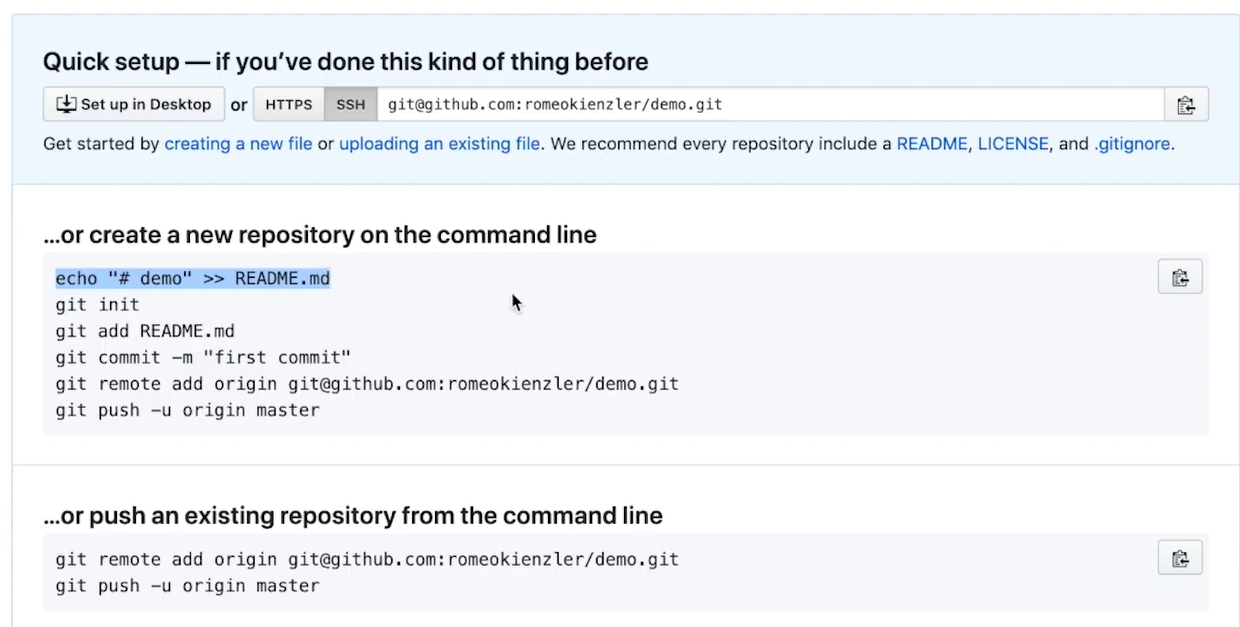 Quick setup — if you've done this kind of thing before
Set up in Desktop or HTTPS SSH git@github.com:romeokienzler/demo.git
Get started by creating a new file or uploading an existing file. We recommend every repository include a README, LICENSE, and .gitignore.
…or create a new repository on the command line
echo "# demo" >> README.md
git init
git add README.md
git commit -m "first commit"
git remote add origin git@github.com:romeokienzler/demo.git
git push -u origin master
…or push an existing repository from the command line
git remote add origin git@github.com:romeokienzler/demo.git
git push -u origin master